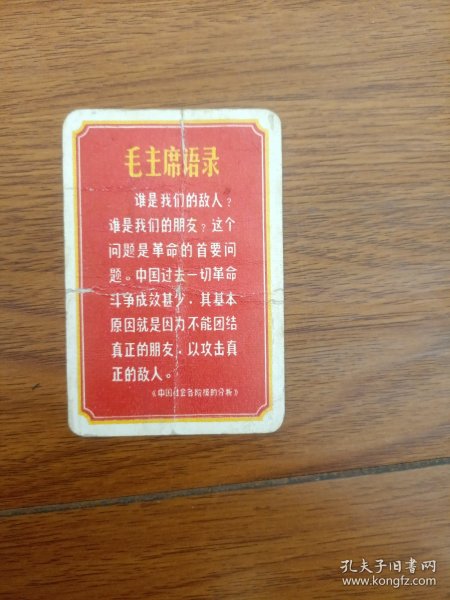 毛主席语录
谁是我们的敌人？
谁是我们的朋友？这个
问题是革命的首要问
题。中国过去一切革命
斗争成效甚少，其基本
原因就是因为不能团结
真正的朋友，以攻击真
正的敌人。
《中国社会各阶级的分析》
孔夫子旧书网
www.kongfz.com